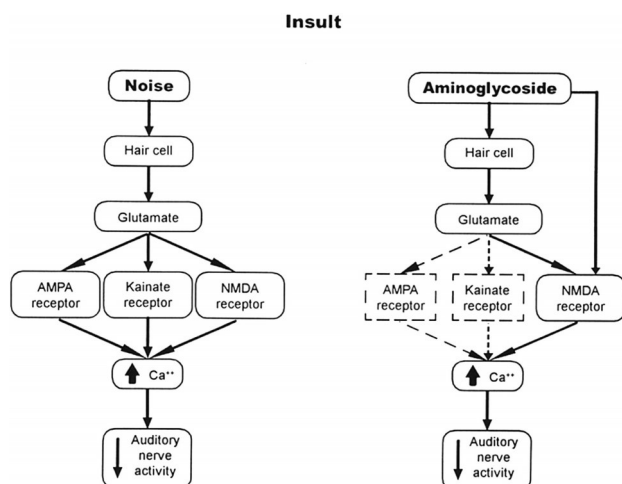 Insult
Noise
Hair cell
Glutamate
AMPA
receptor
Kainate
receptor
NMDA
receptor
Ca++
Auditory
nerve
activity
Aminoglycoside
Hair cell
Glutamate
AMPA
receptor
Kainate
receptor
NMDA
receptor
Ca++
Auditory
nerve
activity